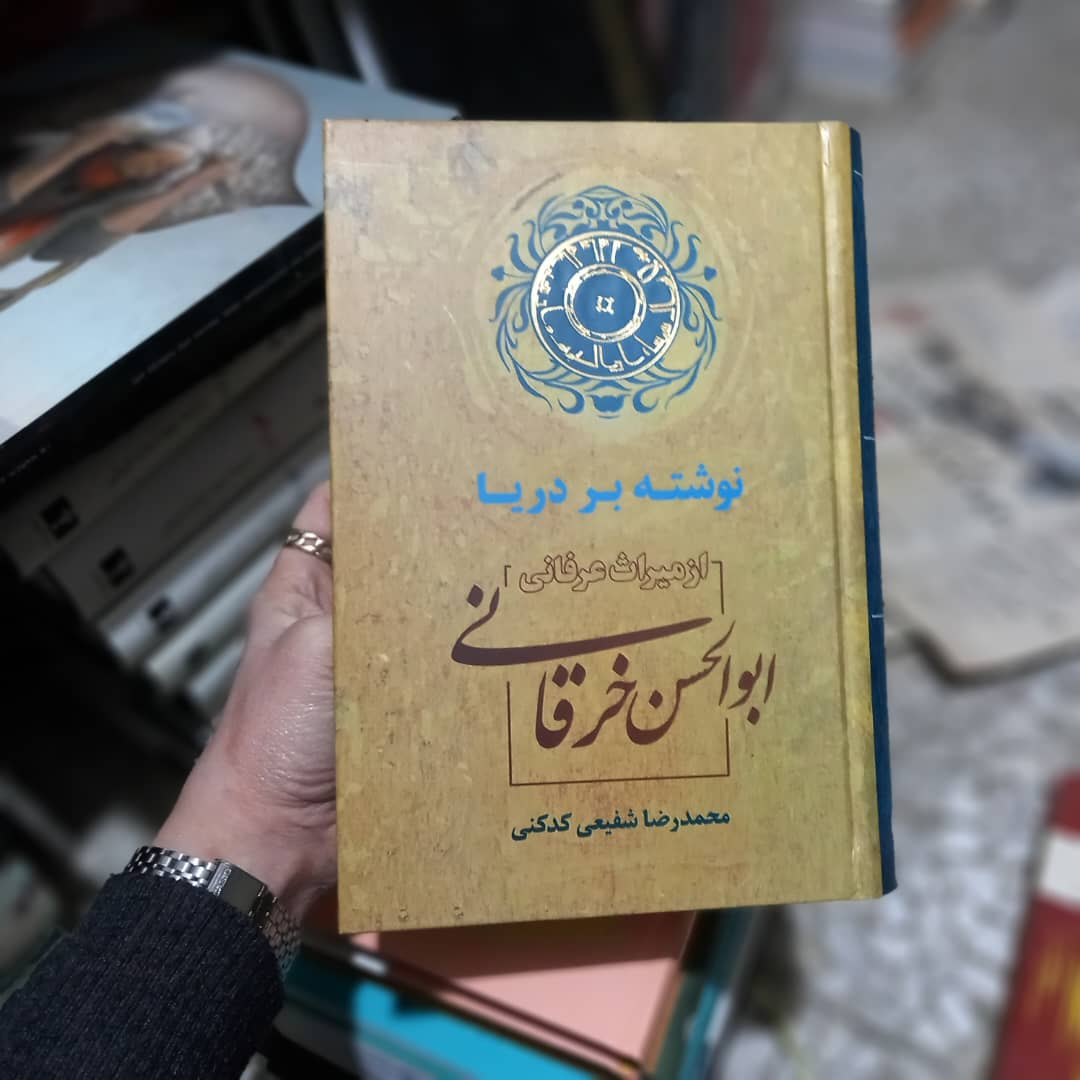 نوشته بر دریا
از میراث عرفانی
ابوالحسن خرقانی
محمدرضا شفیعی کدکنی